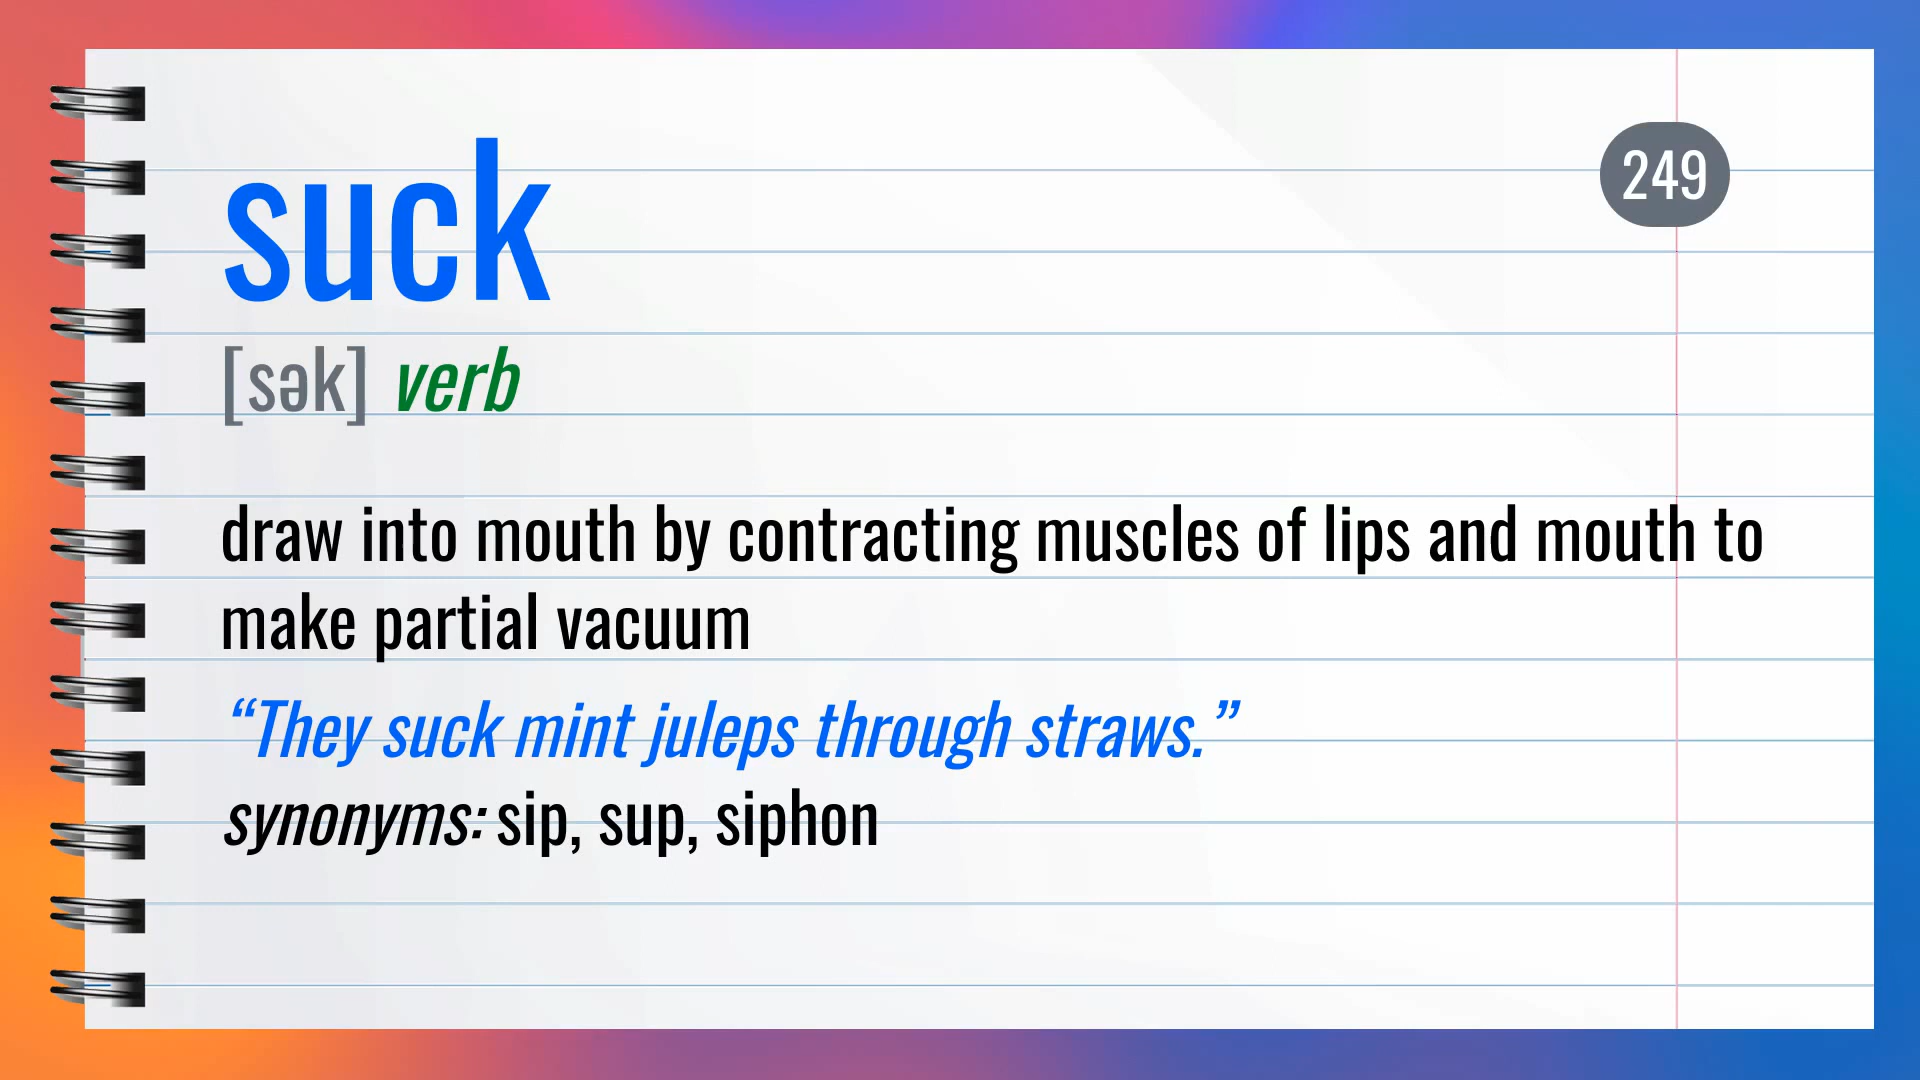 suck
249
[sək] verb
draw into mouth by contracting muscles of lips and mouth to
make partial vacuum
“They suck mint juleps through straws.”
synonyms: sip, sup, siphon